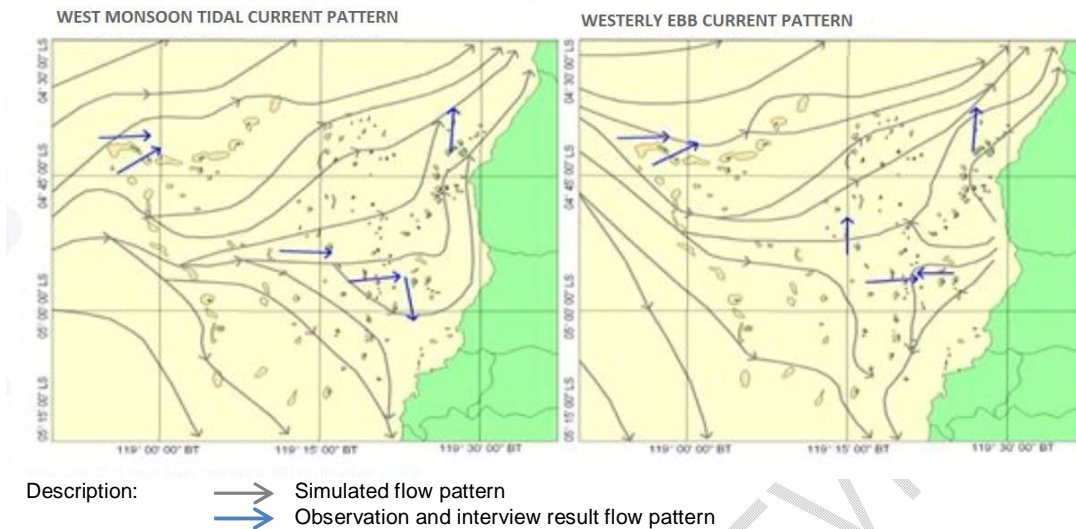 WEST MONSOON TIDAL CURRENT PATTERN
WESTERLY EBB CURRENT PATTERN
04 30' 00" LS
04 45' 00" LS
05 00' 00" LS
05 15' 00" LS
119 00' 00" BT
119 15' 00" BT
119 30' 00" BT
04 30' 00" LS
04 45' 00" LS
05 00' 00" LS
05 15' 00" LS
119 00' 00" BT
119 15' 00" BT
119 30' 00" BT
Description:
Simulated flow pattern
Observation and interview result flow pattern